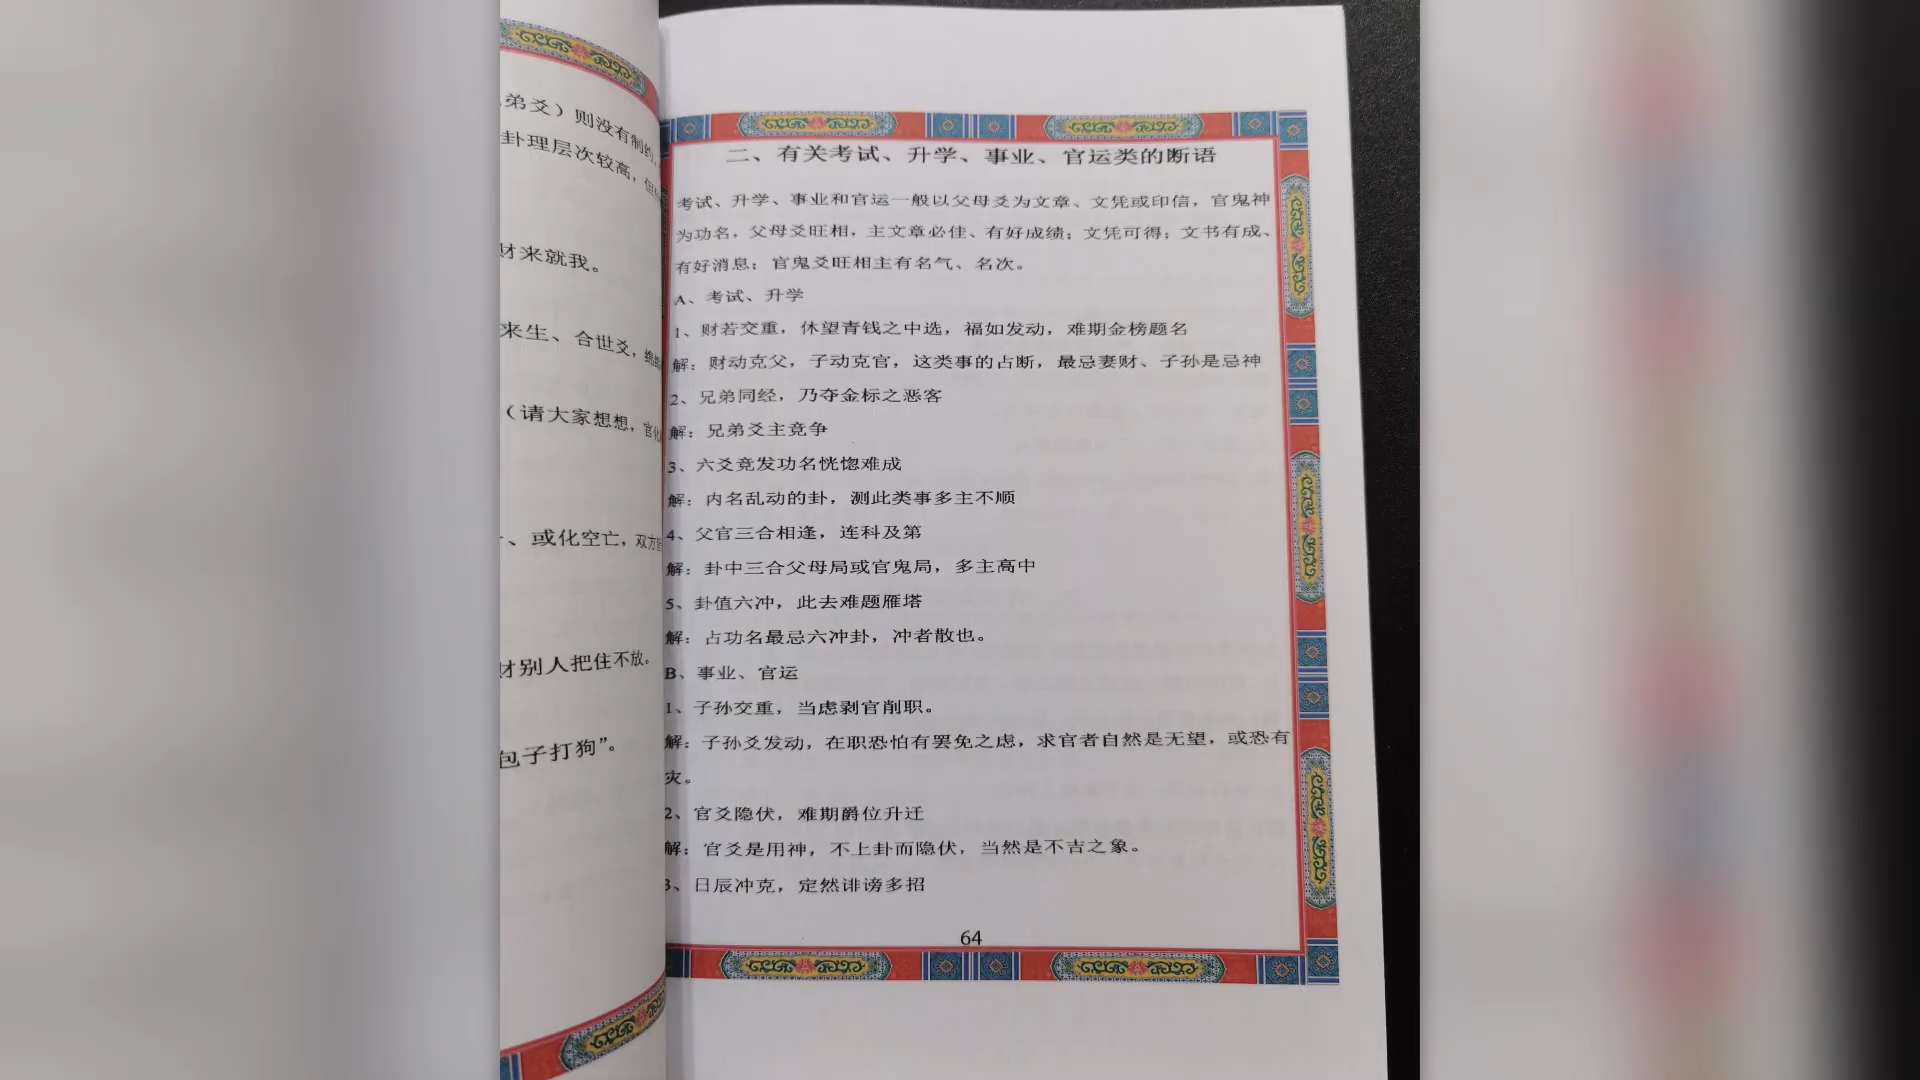 弟爻）则没有制约
卦理层次较高，但
财来就我。
来生、合世爻，
（请大家想想，官化
、或化空亡，双方
财别人把住不放。
包子打狗”。
二、有关考试、升学、事业、官运类的断语
考试、升学、事业和官运一般以父母爻为文章、文凭或印信，官鬼神
为功名，父母爻旺相，主文章必佳、有好成绩；文凭可得；文书有成、
有好消息；官鬼爻旺相主有名气、名次。
A、考试、升学
1、财若交重，休望青钱之中选，福如发动，难期金榜题名
解：财动克父，子动克官，这类事的占断，最忌妻财、子孙是忌神
2、兄弟同经，乃夺金标之恶客
解：兄弟爻主竞争
3、六爻竞发功名恍惚难成
解：内名乱动的卦，测此类事多主不顺
4、父官三合相逢，连科及第
解：卦中三合父母局或官鬼局，多主高中
5、卦值六冲，此去难题雁塔
解：占功名最忌六冲卦，冲者散也。
B、事业、官运
1、子孙交重，当虑剥官削职。
解：子孙爻发动，在职恐怕有罢免之虑，求官者自然是无望，或恐有
灾。
2、官爻隐伏，难期爵位升迁
解：官爻是用神，不上卦而隐伏，当然是不吉之象。
3、日辰冲克，定然诽谤多招
64